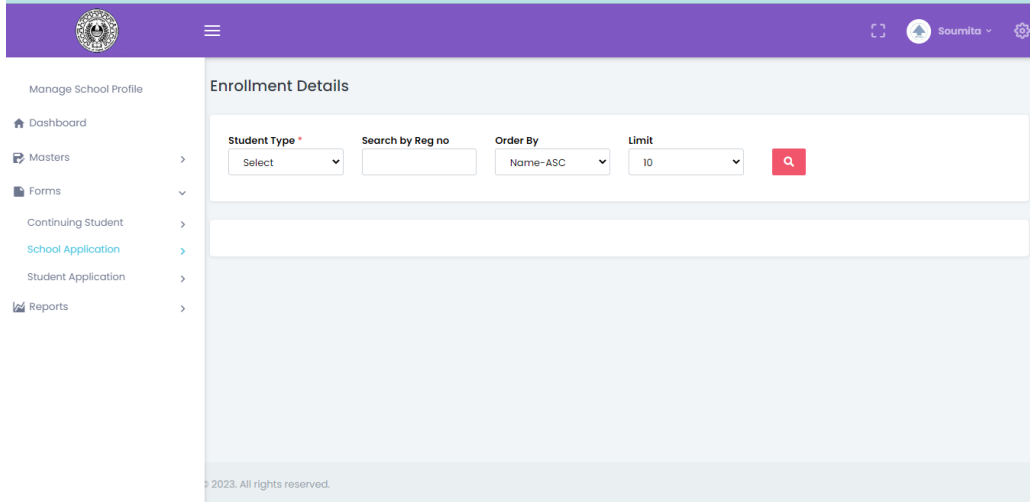 Soumita
Manage School Profile
Dashboard
Masters
Forms
Continuing Student
School Application
Student Application
Reports
Enrollment Details
Student Type *
Search by Reg no
Order By
Limit
Select
Name-ASC
10
2023. All rights reserved.